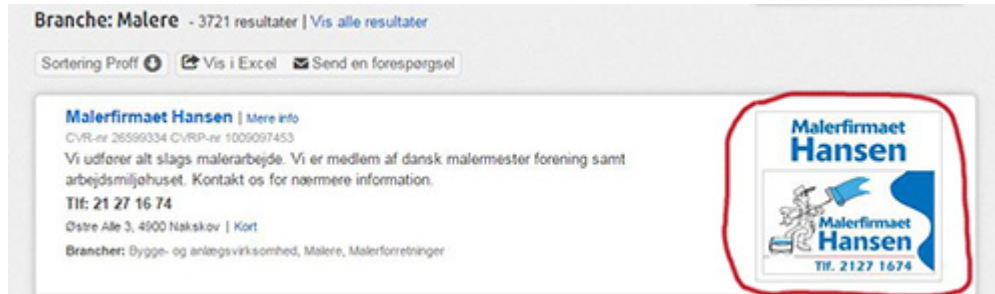 Branche: Malere - 3721 resultater | Vis alle resultater
Sortering Proff Vis i Excel Send en forespørgsel
Malerfirmaet Hansen | Mere info
CVR-nr 26599334 CVRP-nr 1009097453
Vi udfører alt slags malerarbejde. Vi er medlem af dansk malermester forening samt
arbejdsmiljøhuset. Kontakt os for nærmere information.
Tlf: 21 27 16 74
Østre Alle 3, 4900 Nakskov | Kort
Brancher: Bygge- og anlægsvirksomhed, Malere, Malerforretninger
Malerfirmaet
Hansen
Malerfirmaet
Hansen
Tlf. 2127 1674